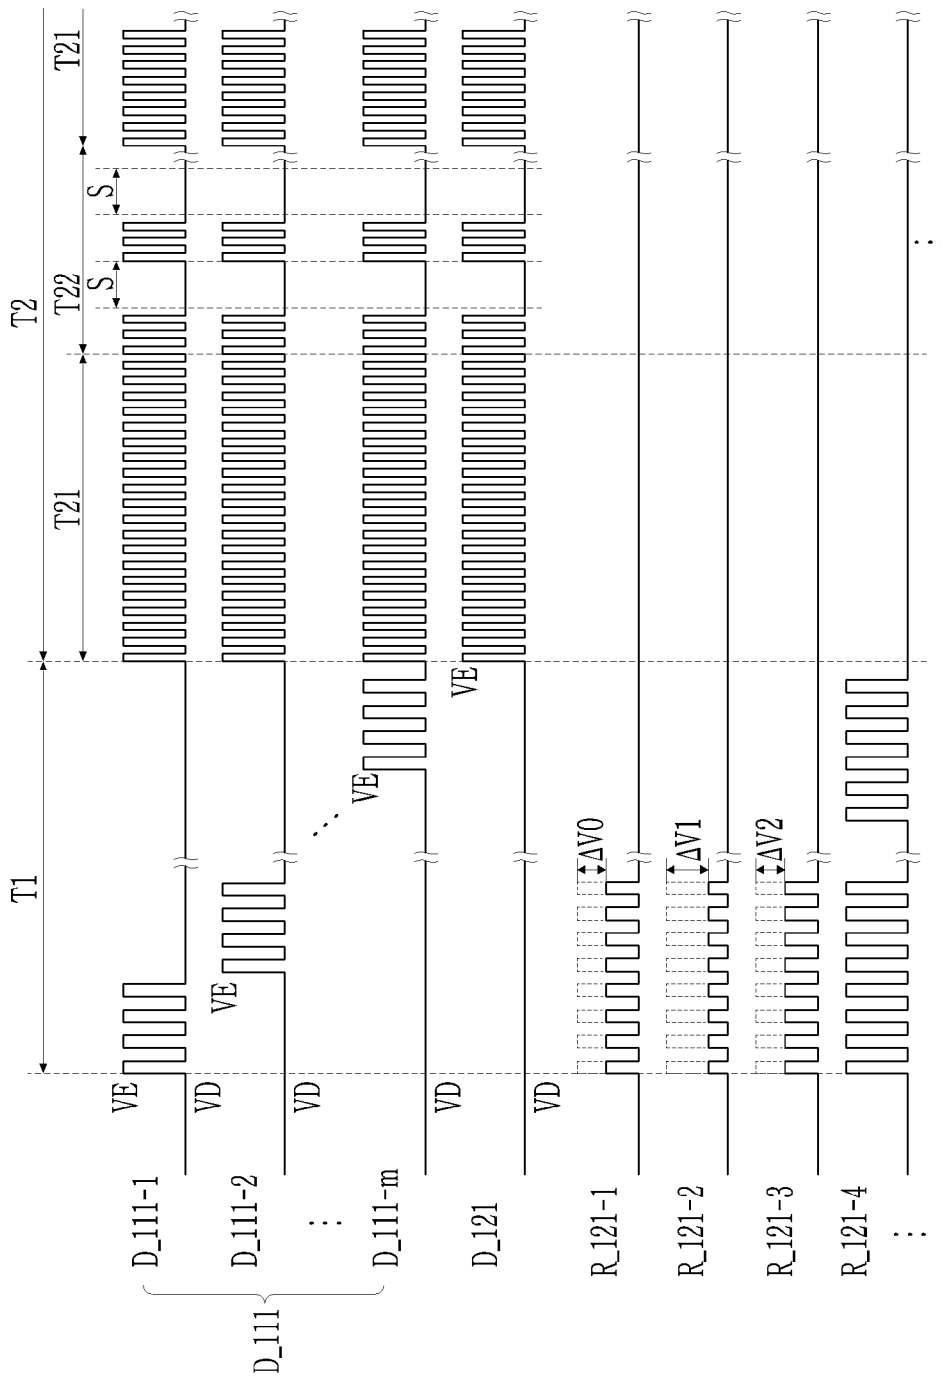 T1
T2
T21
T22
T21
S
S
D_111
D_111-1
VE
VD
D_111-2
VE
VD
⋮
D_111-m
VE
VD
D_121
VE
VD
R_121-1
ΔV0
R_121-2
ΔV1
R_121-3
ΔV2
R_121-4